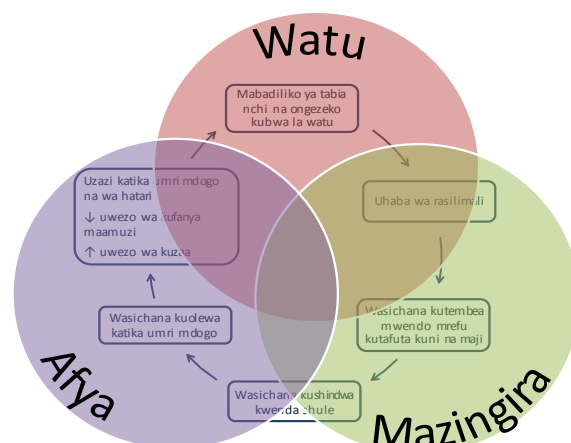 Watu
Mabadiliko ya tabia
nchi na ongezeko
kubwa la watu
Uhaba wa rasilimali
Wasichana kutembea
mwendo mrefu
kutafuta kuni na maji
Wasichana kushindwa
kwenda shule
Wasichana kuolewa
katika umri mdogo
Uzazi katika umri mdogo
na wa hatari
↓ uwezo wa kufanya
maamuzi
↑ uwezo wa kuzaa
Afya
Mazingira